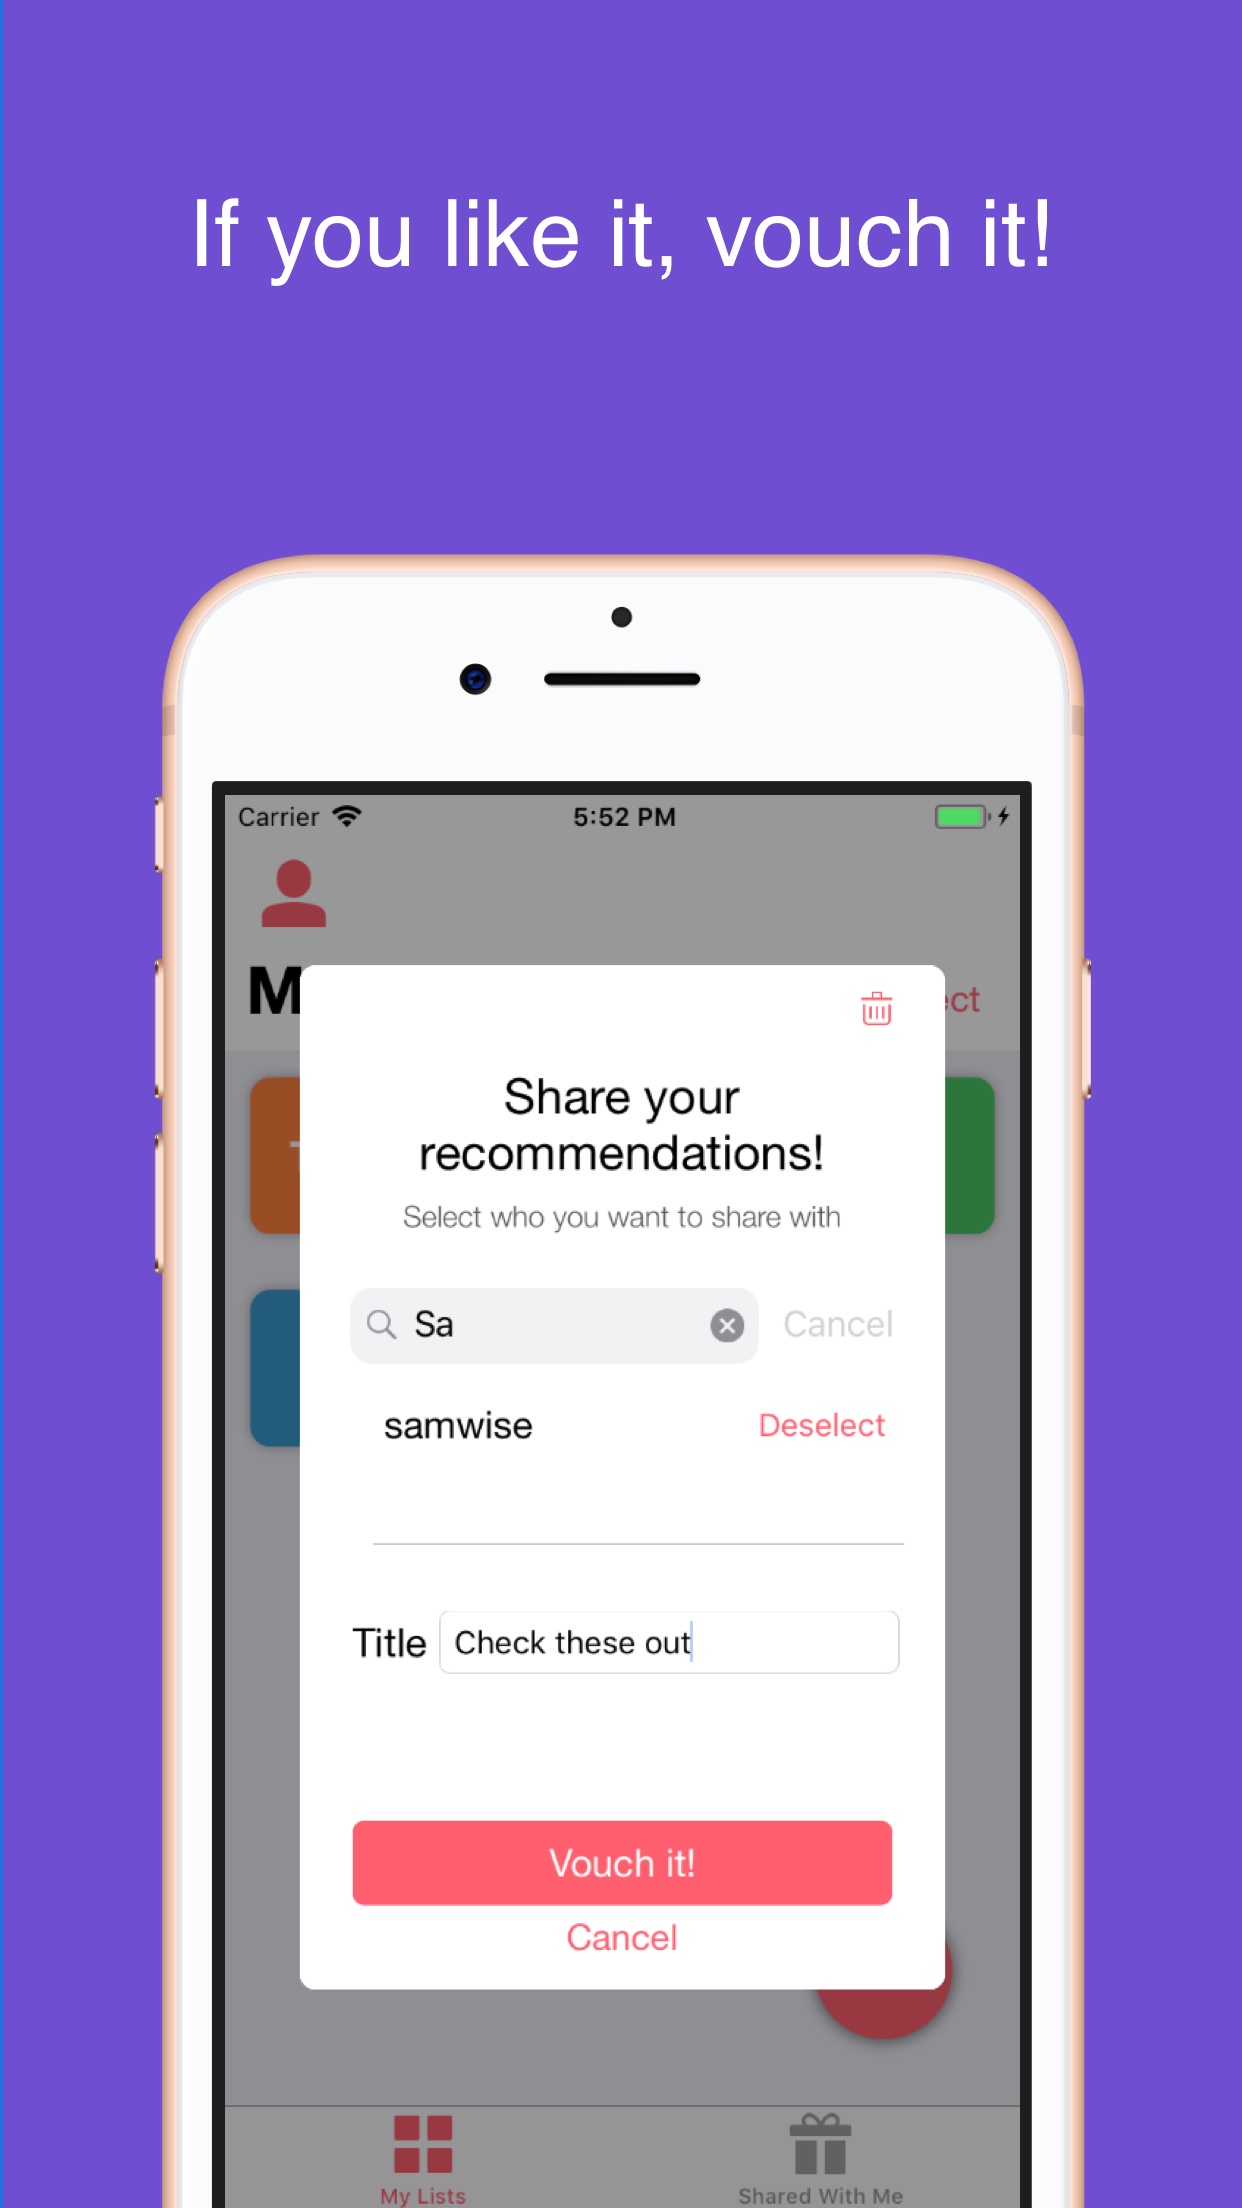 If you like it, vouch it!
Carrier 5:52 PM
Share your
recommendations!
Select who you want to share with
Sa Cancel
samwise Deselect
Title Check these out
Vouch it!
Cancel
My Lists Shared With Me